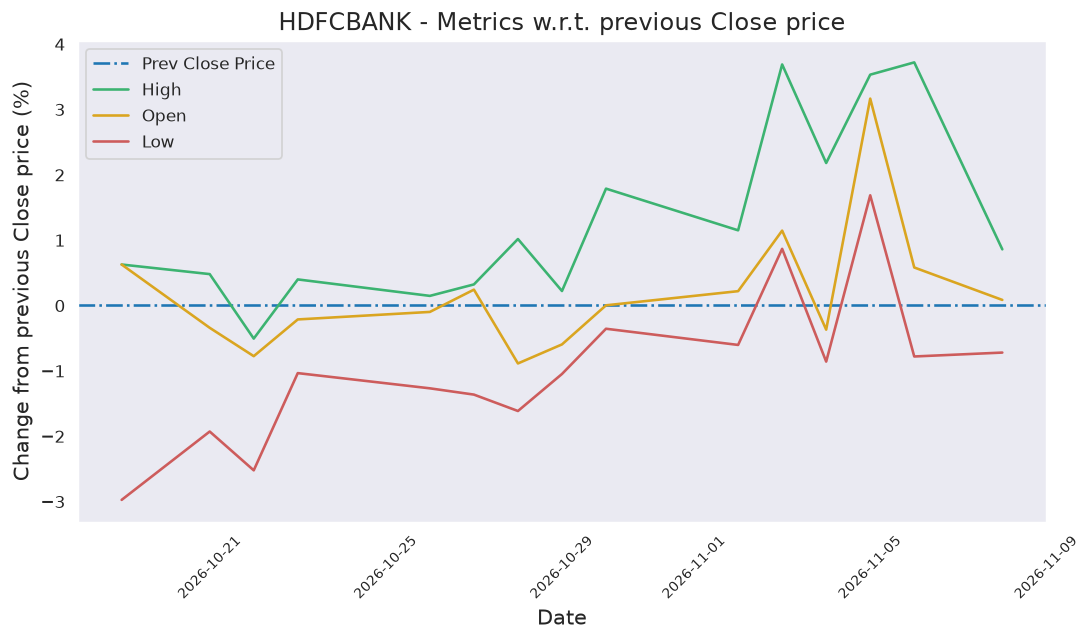 HDFCBANK - Metrics w.r.t. previous Close price
Change from previous Close price (%)
4
3
2
1
0
−1
−2
−3
Prev Close Price
High
Open
Low
2026-10-21
2026-10-25
2026-10-29
2026-11-01
2026-11-05
2026-11-09
Date